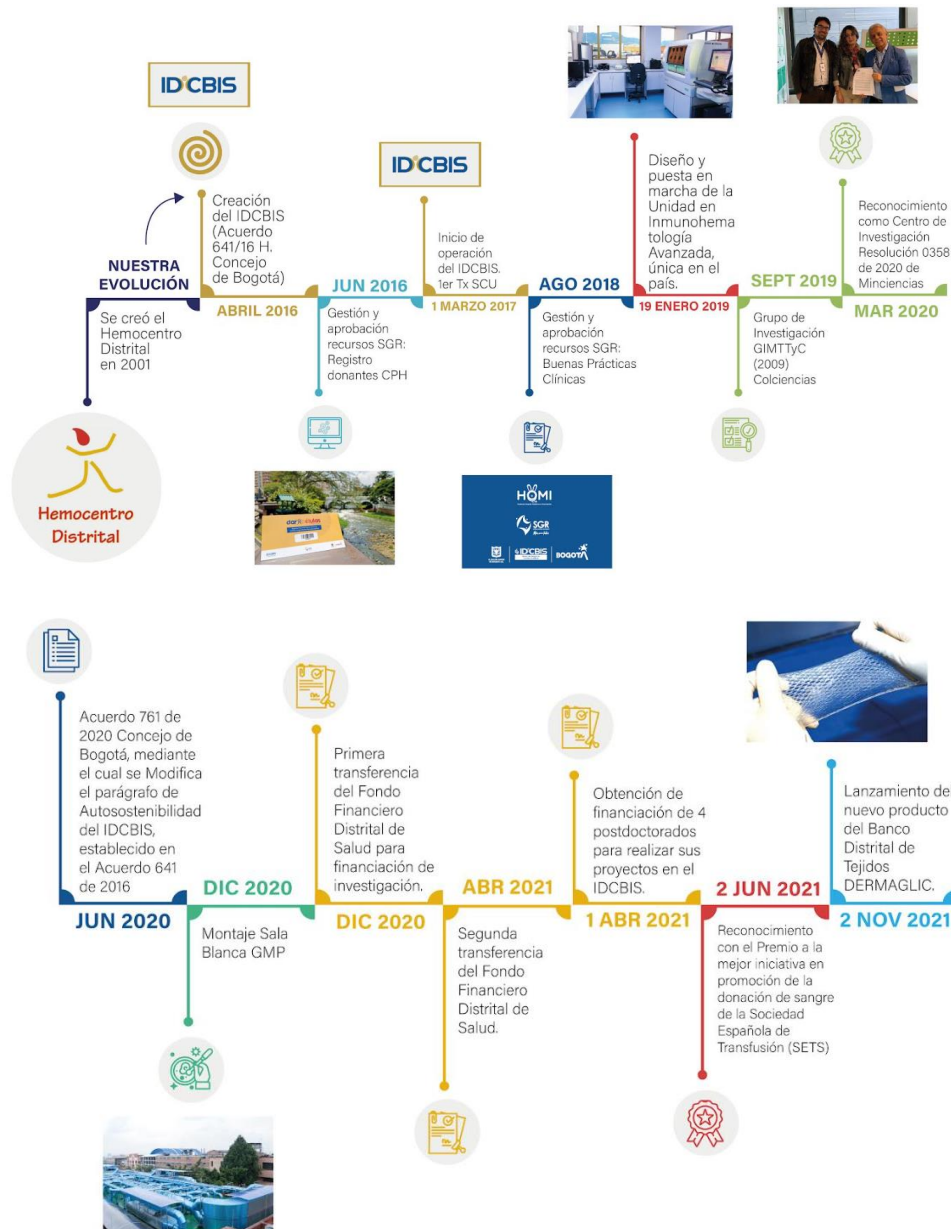 IDCBIS
Creación
del IDCBIS
(Acuerdo
641/16 H.
Concejo
de Bogotá)
NUESTRA
EVOLUCIÓN
ABRIL 2016
Se creó el
Hemocentro
Distrital
en 2001
Hemocentro
Distrital
JUN 2016
Gestión y
aprobación
recursos SGR:
Registro
donantes CPH
IDCBIS
Inicio de
operación
del IDCBIS.
1er Tx SCU
1 MARZO 2017
AGO 2018
Gestión y
aprobación
recursos SGR:
Buenas Prácticas
Clínicas
HOMI
SGR
IDCBIS
BOGOTÁ
Diseño y
puesta en
marcha de la
Unidad en
Inmunohema
tología
Avanzada,
única en el
país.
19 ENERO 2019
SEPT 2019
Grupo de
Investigación
GIMTTyC
(2009)
Colciencias
Reconocimiento
como Centro de
Investigación
Resolución 0358
de 2020 de
Minciencias
MAR 2020
Acuerdo 761 de
2020 Concejo de
Bogotá, mediante
el cual se Modifica
el parágrafo de
Autosostenibilidad
del IDCBIS,
establecido en
el Acuerdo 641
de 2016
JUN 2020
DIC 2020
Montaje Sala
Blanca GMP
Primera
transferencia
del Fondo
Financiero
Distrital de
Salud para
financiación de
investigación.
DIC 2020
ABR 2021
Segunda
transferencia
del Fondo
Financiero
Distrital de
Salud.
Obtención de
financiación de 4
postdoctorados
para realizar sus
proyectos en el
IDCBIS.
1 ABR 2021
2 JUN 2021
Reconocimiento
con el Premio a la
mejor iniciativa en
promoción de la
donación de sangre
de la Sociedad
Española de
Transfusión (SETS)
Lanzamiento de
nuevo producto
del Banco
Distrital de
Tejidos
DERMAGLIC.
2 NOV 2021